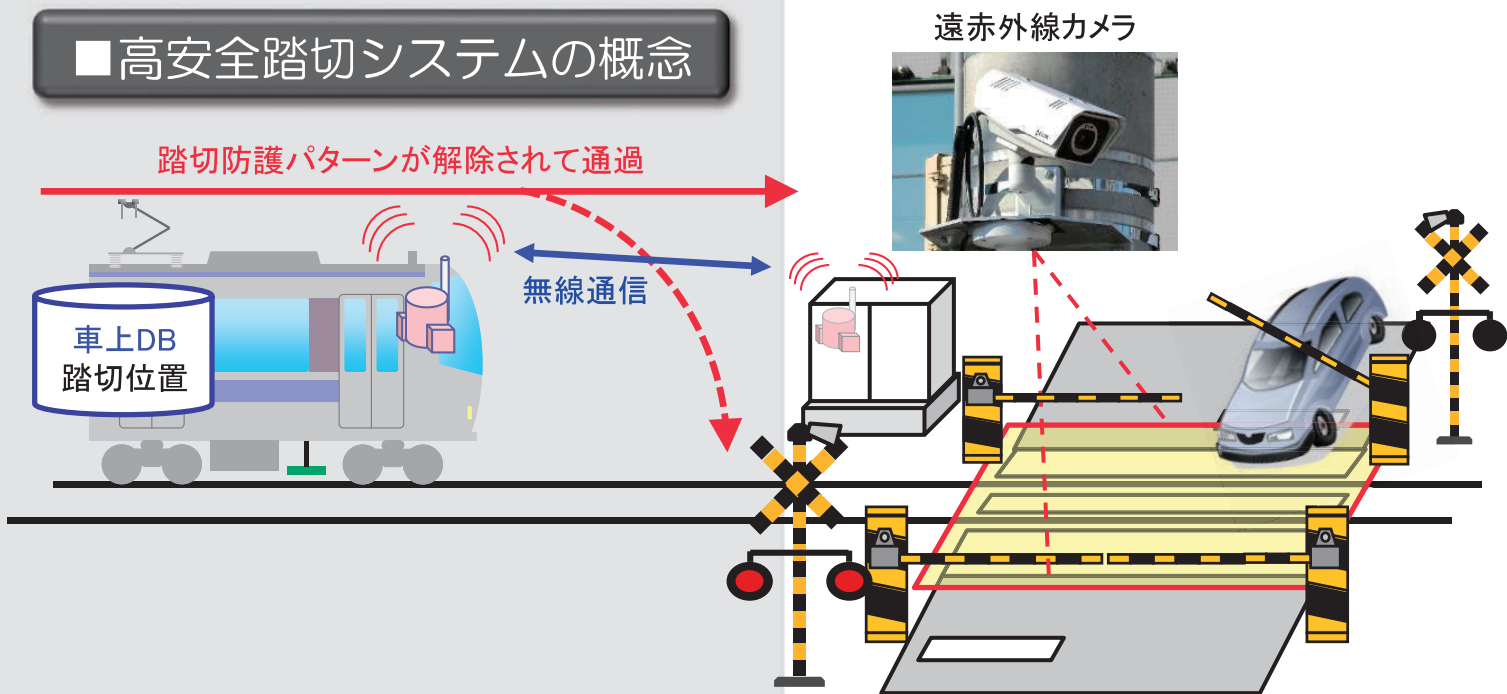 ■高安全踏切システムの概念
遠赤外線カメラ
踏切防護パターンが解除されて通過
無線通信
車上DB
踏切位置